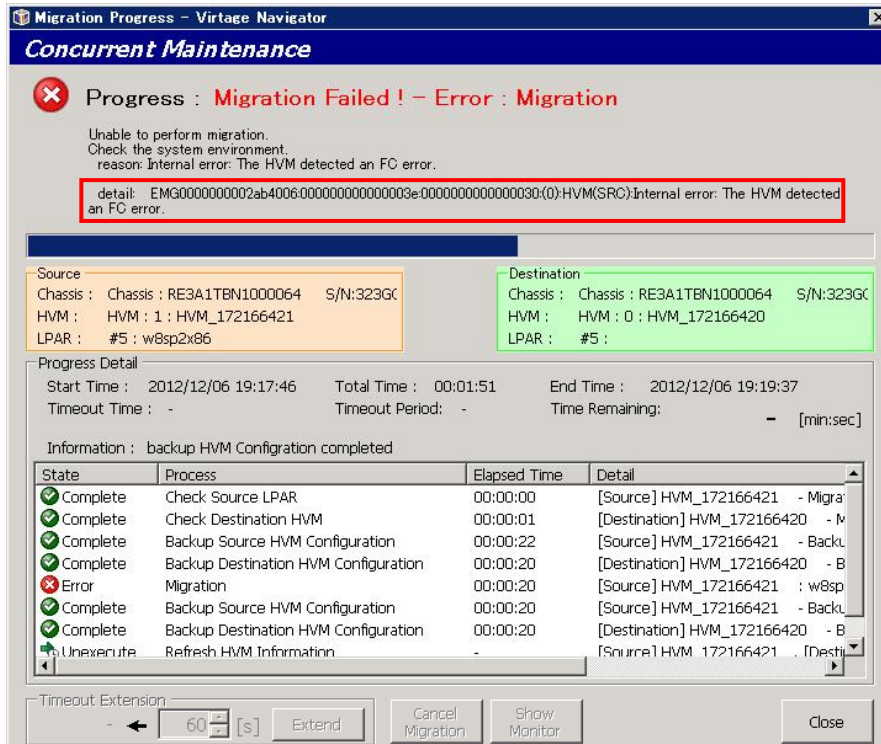 Migration Progress - Virtage Navigator
Concurrent Maintenance
Progress : Migration Failed ! - Error : Migration
Unable to perform migration.
Check the system environment.
reason: Internal error: The HVM detected an FC error.
detail: EMG0000000002ab4006:000000000000003e:0000000000000030:(0):HVM(SRC):Internal error: The HVM detected
an FC error.
Source
Chassis : Chassis : RE3A1TBN1000064 S/N:323G
HVM : HVM : 1 : HVM_172166421
LPAR : #5 : w8sp2x86
Destination
Chassis : Chassis : RE3A1TBN1000064 S/N:323G
HVM : HVM : 0 : HVM_172166420
LPAR : #5 :
Progress Detail
Start Time : 2012/12/06 19:17:46 Total Time : 00:01:51 End Time : 2012/12/06 19:19:37
Timeout Time : - Timeout Period: - Time Remaining: - [min:sec]
Information : backup HVM Configration completed
State Process Elapsed Time Detail
Complete Check Source LPAR 00:00:00 [Source] HVM_172166421 - Migra
Complete Check Destination HVM 00:00:01 [Destination] HVM_172166420 - M
Complete Backup Source HVM Configuration 00:00:22 [Source] HVM_172166421 - Backu
Complete Backup Destination HVM Configuration 00:00:20 [Destination] HVM_172166420 - B
Error Migration 00:00:20 [Source] HVM_172166421 : w8sp
Complete Backup Source HVM Configuration 00:00:20 [Source] HVM_172166421 - Backu
Complete Backup Destination HVM Configuration 00:00:20 [Destination] HVM_172166420 - B
Unexecute Refresh HVM Information - [Source] HVM_172166421 , [Desti
Timeout Extension
- 60 [s] Extend
Cancel
Migration
Show
Monitor
Close